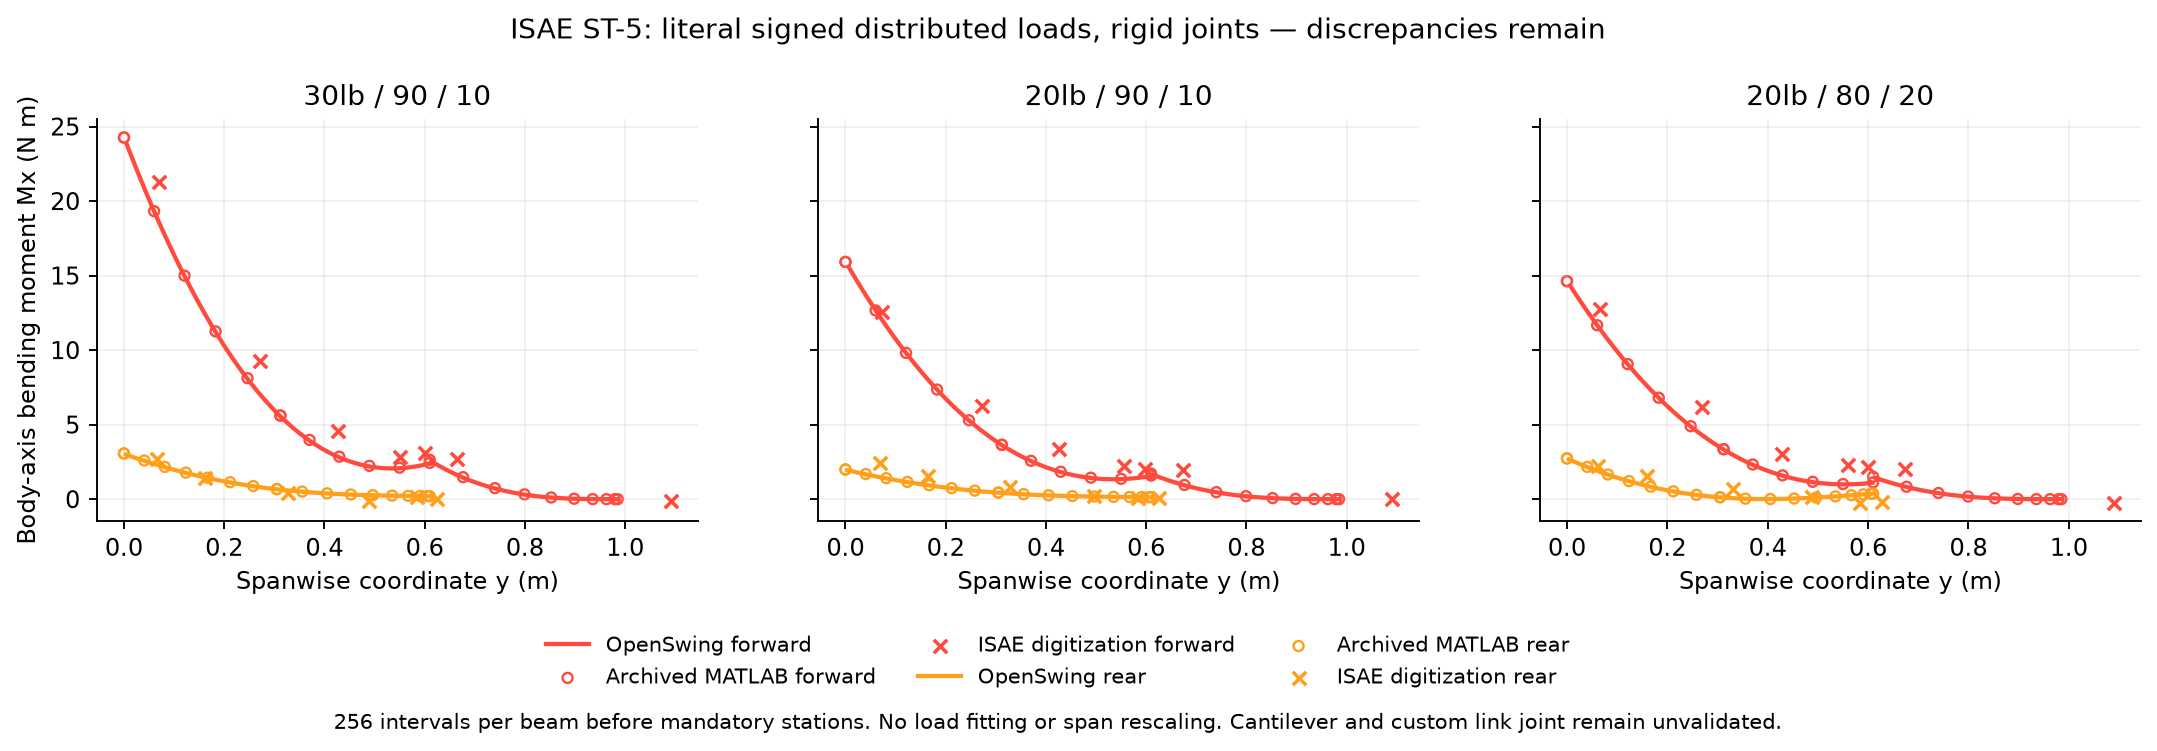 ISAE ST-5: literal signed distributed loads, rigid joints — discrepancies remain
30lb / 90 / 10
20lb / 90 / 10
20lb / 80 / 20
Body-axis bending moment Mx (N m)
25
20
15
10
5
0
0.0 0.2 0.4 0.6 0.8 1.0
0.0 0.2 0.4 0.6 0.8 1.0
0.0 0.2 0.4 0.6 0.8 1.0
Spanwise coordinate y (m)
Spanwise coordinate y (m)
Spanwise coordinate y (m)
OpenSwing forward
Archived MATLAB forward
ISAE digitization forward
OpenSwing rear
Archived MATLAB rear
ISAE digitization rear
256 intervals per beam before mandatory stations. No load fitting or span rescaling. Cantilever and custom link joint remain unvalidated.